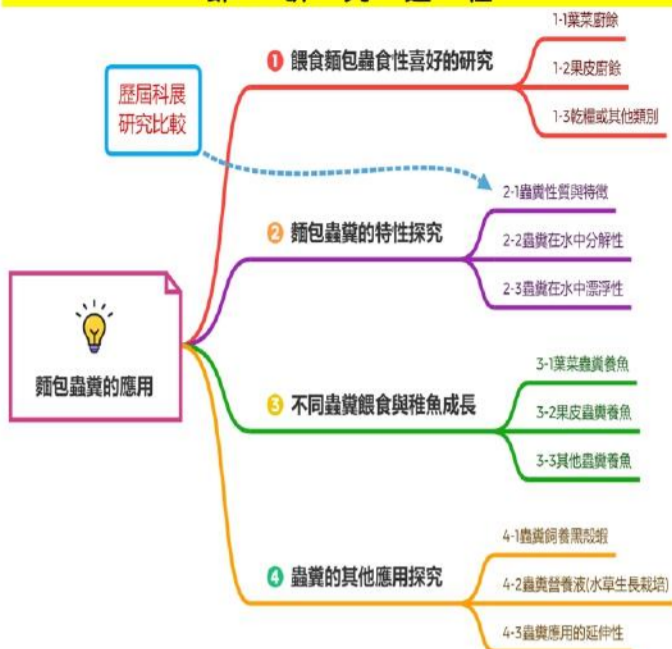 1-1葉菜廚餘
❶ 餵食麵包蟲食性喜好的研究
1-2果皮廚餘
1-3乾糧或其他類別
歷屆科展
研究比較
2-1蟲糞性質與特徵
❷ 麵包蟲糞的特性探究
2-2蟲糞在水中分解性
2-3蟲糞在水中漂浮性
麵包蟲糞的應用
3-1葉菜蟲糞養魚
❸ 不同蟲糞餵食與稚魚成長
3-2果皮蟲糞養魚
3-3其他蟲糞養魚
4-1蟲糞飼養黑殼蝦
❹ 蟲糞的其他應用探究
4-2蟲糞營養液(水草生長栽培)
4-3蟲糞應用的延伸性